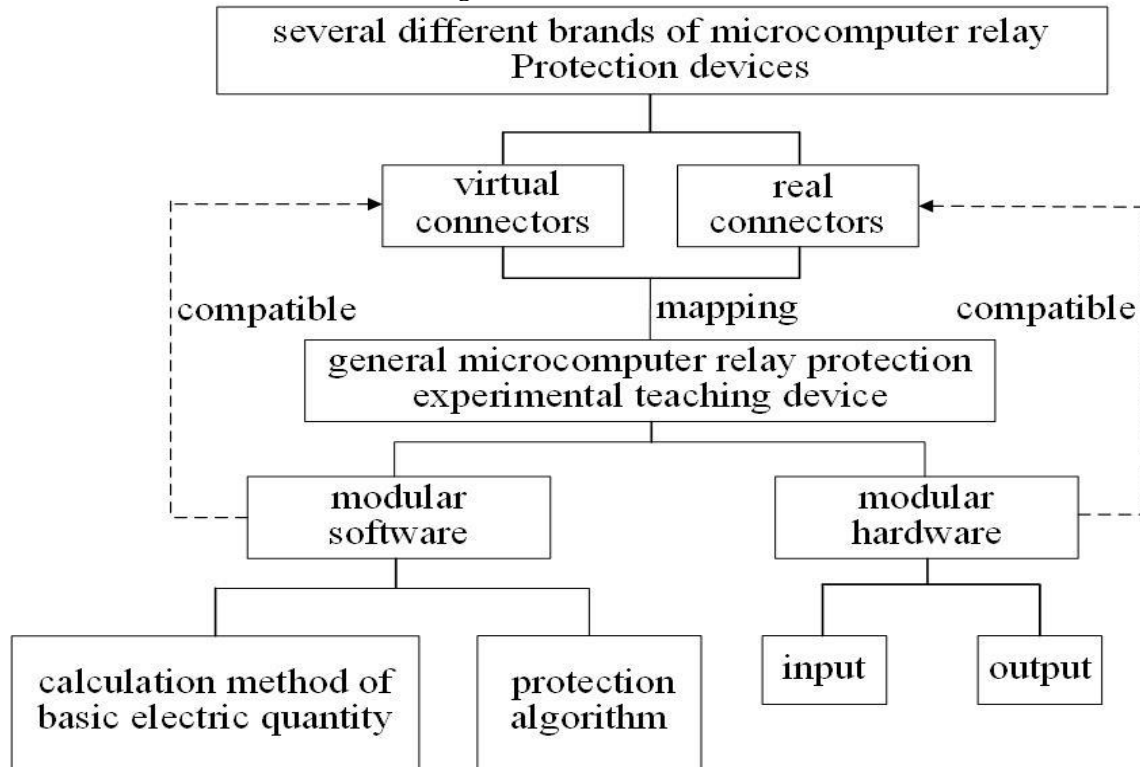 several different brands of microcomputer relay
Protection devices
virtual
connectors
real
connectors
compatible
mapping
compatible
general microcomputer relay protection
experimental teaching device
modular
software
modular
hardware
calculation method of
basic electric quantity
protection
algorithm
input
output